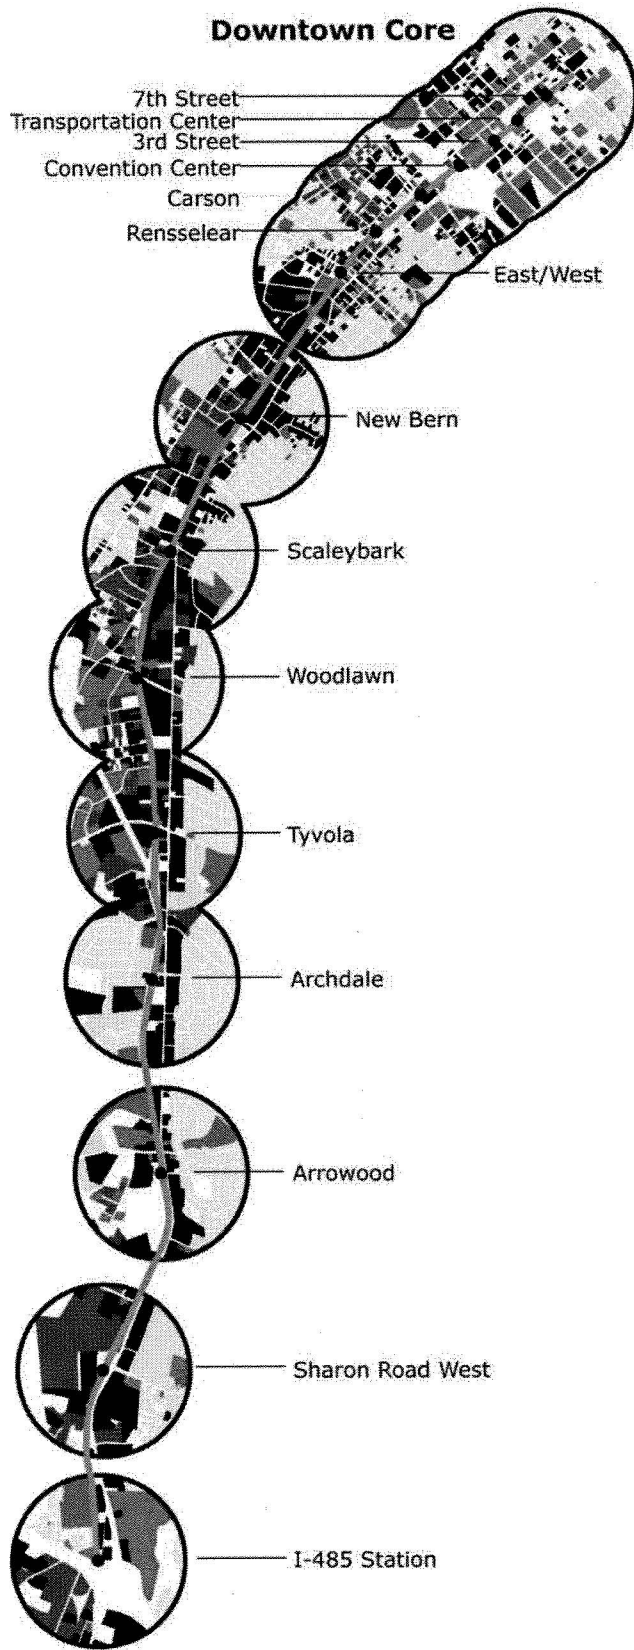 Downtown Core
7th Street
Transportation Center
3rd Street
Convention Center
Carson
Rensselear
East/West
New Bern
Scaleybark
Woodlawn
Tyvola
Archdale
Arrowood
Sharon Road West
I-485 Station